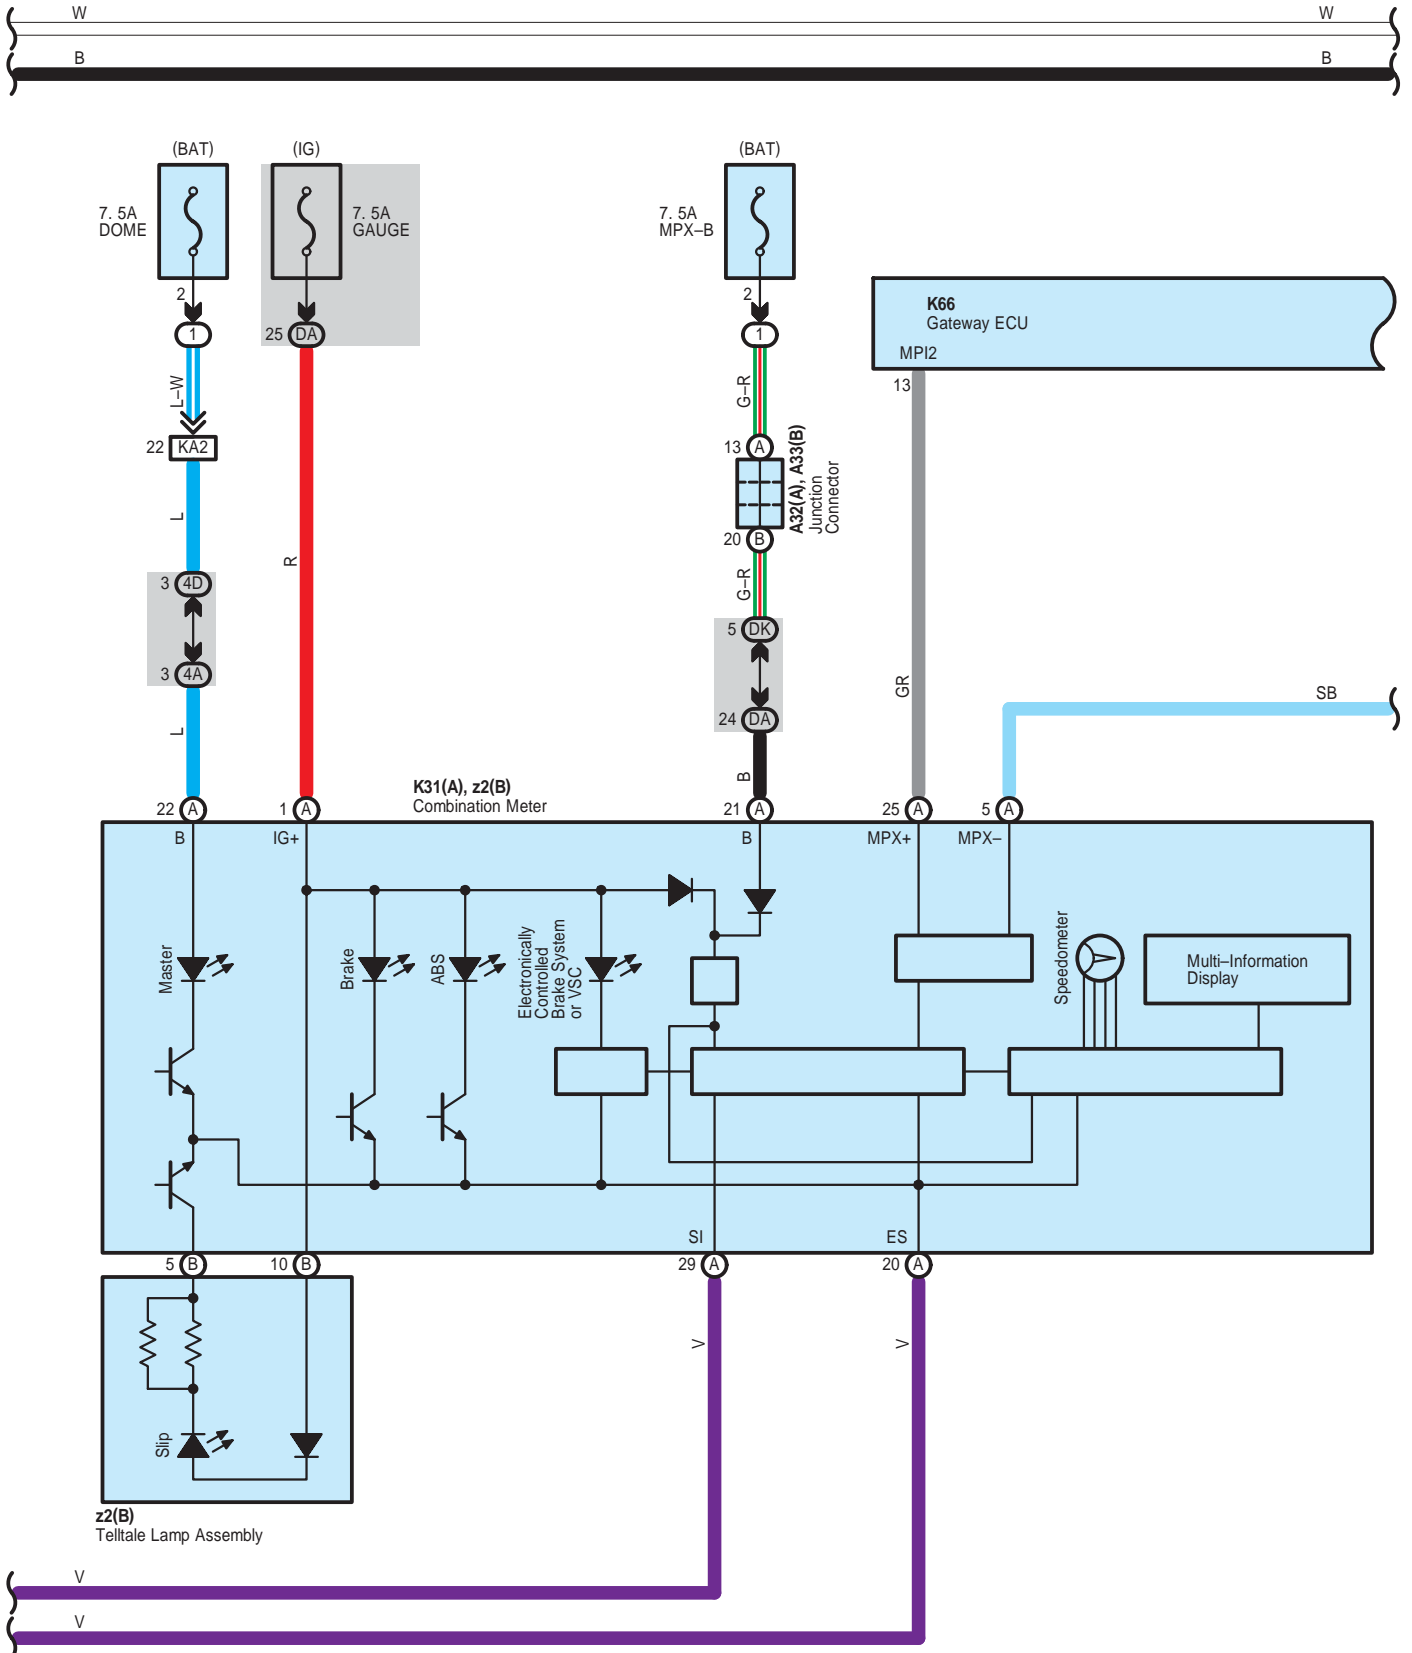 W
W
B
B
(BAT)
(IG)
(BAT)
7. 5A
DOME
7. 5A
GAUGE
7. 5A
MPX–B
2
1
25 DA
2
1
K66
Gateway ECU
MPI2
13
L–W
22 KA2
L
3 4D
3 4A
L
R
G–R
13 A
A32(A), A33(B)
Junction
Connector
20 B
G–R
5 DK
24 DA
B
GR
SB
K31(A), z2(B)
Combination Meter
22 A
1 A
21 A
25 A
5 A
B
IG+
B
MPX+
MPX–
Master
Brake
ABS
Electronically
Controlled
Brake System
or VSC
Speedometer
Multi–Information
Display
SI
ES
5 B
10 B
29 A
20 A
Slip
V
V
z2(B)
Telltale Lamp Assembly
V
V